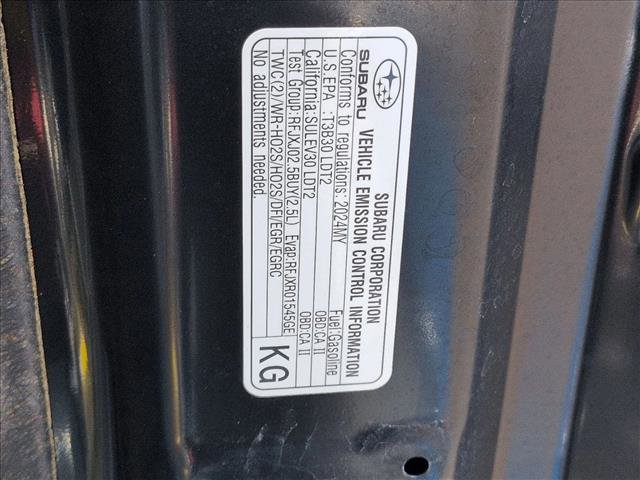 SUBARU CORPORATION
SUBARU VEHICLE EMISSION CONTROL INFORMATION
Conforms to regulations: 2024MY Fuel:Gasoline
U.S.EPA :T3B30 LDT2 OBD:CA II
California:SULEV30 LDT2 OBD:CA II
Test Group:RFJXJ02.5BUY(2.5L) Evap:RFJXR01545GE
TWC(2)/WR-HO2S/HO2S/DFI/EGR/EGRC
No adjustments needed.
KG